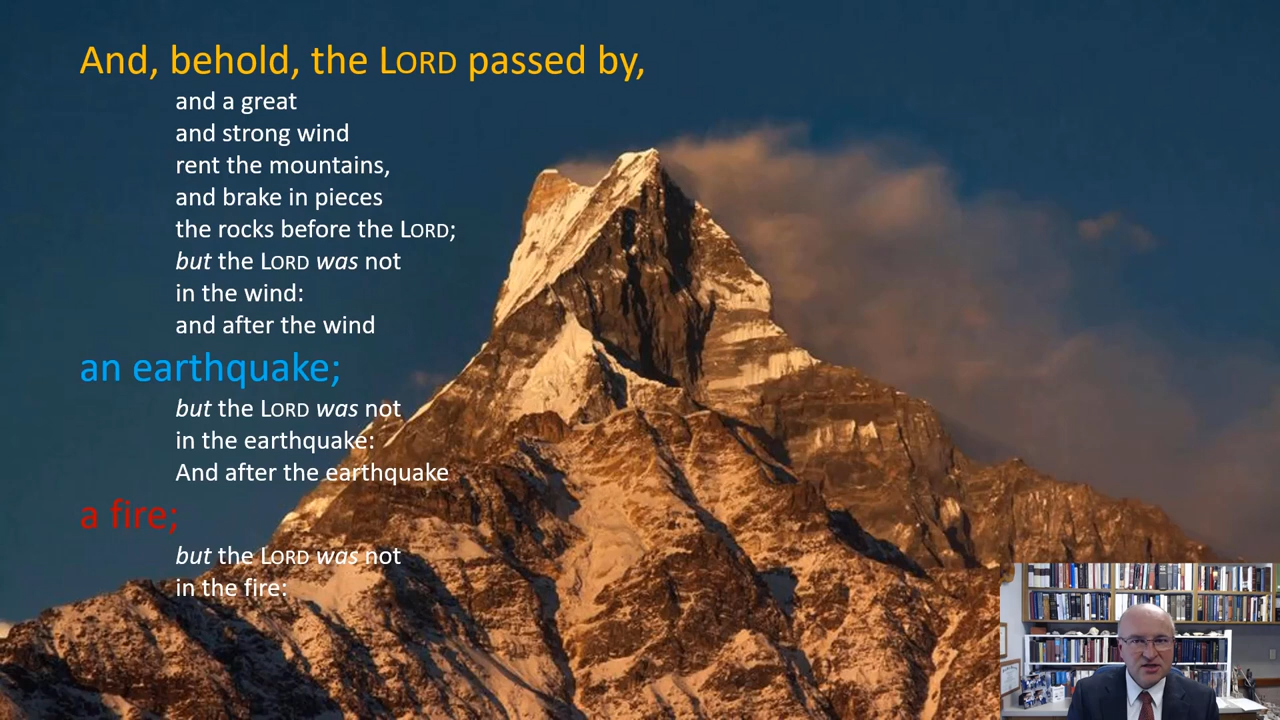 And, behold, the LORD passed by,
and a great
and strong wind
rent the mountains,
and brake in pieces
the rocks before the LORD;
but the LORD was not
in the wind:
and after the wind
an earthquake;
but the LORD was not
in the earthquake:
And after the earthquake
a fire;
but the LORD was not
in the fire: